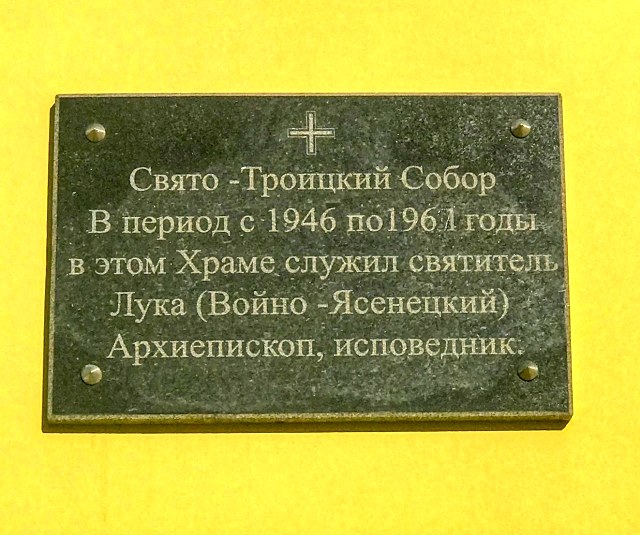 Свято -Троицкий Собор
В период с 1946 по1961 годы
в этом Храме служил святитель
Лука (Войно -Ясенецкий)
Архиепископ, исповедник.